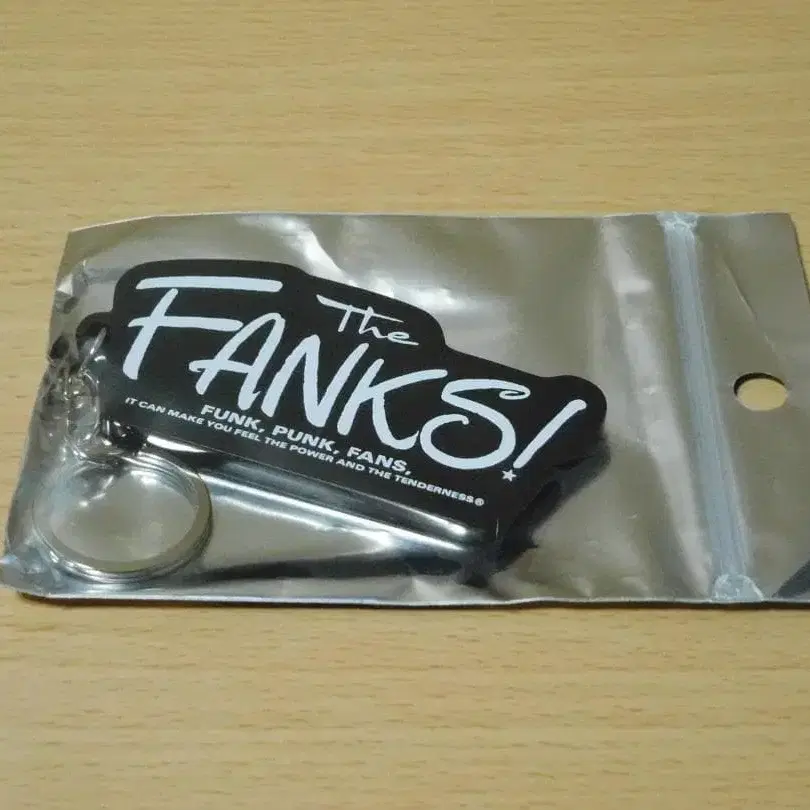 The
FANKS!
FUNK, PUNK, FANS,
IT CAN MAKE YOU FEEL THE POWER AND THE TENDERNESS®